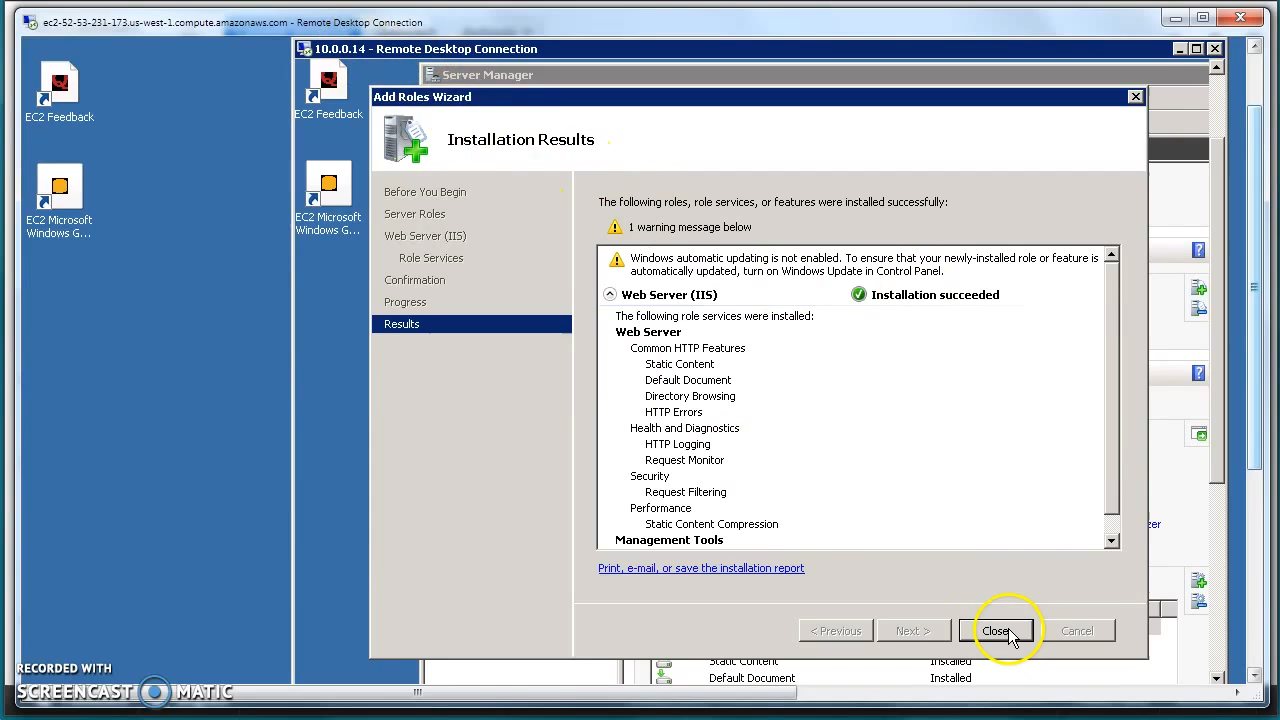 ec2-52-53-231-173.us-west-1.compute.amazonaws.com - Remote Desktop Connection
10.0.0.14 - Remote Desktop Connection
EC2 Feedback
EC2 Microsoft
Windows G...
EC2 Feedback
EC2 Microsoft
Windows G...
Server Manager
Add Roles Wizard
Installation Results
Before You Begin
Server Roles
Web Server (IIS)
Role Services
Confirmation
Progress
Results
The following roles, role services, or features were installed successfully:
1 warning message below
Windows automatic updating is not enabled. To ensure that your newly-installed role or feature is
automatically updated, turn on Windows Update in Control Panel.
Web Server (IIS) Installation succeeded
The following role services were installed:
Web Server
Common HTTP Features
Static Content
Default Document
Directory Browsing
HTTP Errors
Health and Diagnostics
HTTP Logging
Request Monitor
Security
Request Filtering
Performance
Static Content Compression
Management Tools
Print, e-mail, or save the installation report
< Previous Next > Close Cancel
Static Content Installed
Default Document Installed
RECORDED WITH
SCREENCAST MATIC